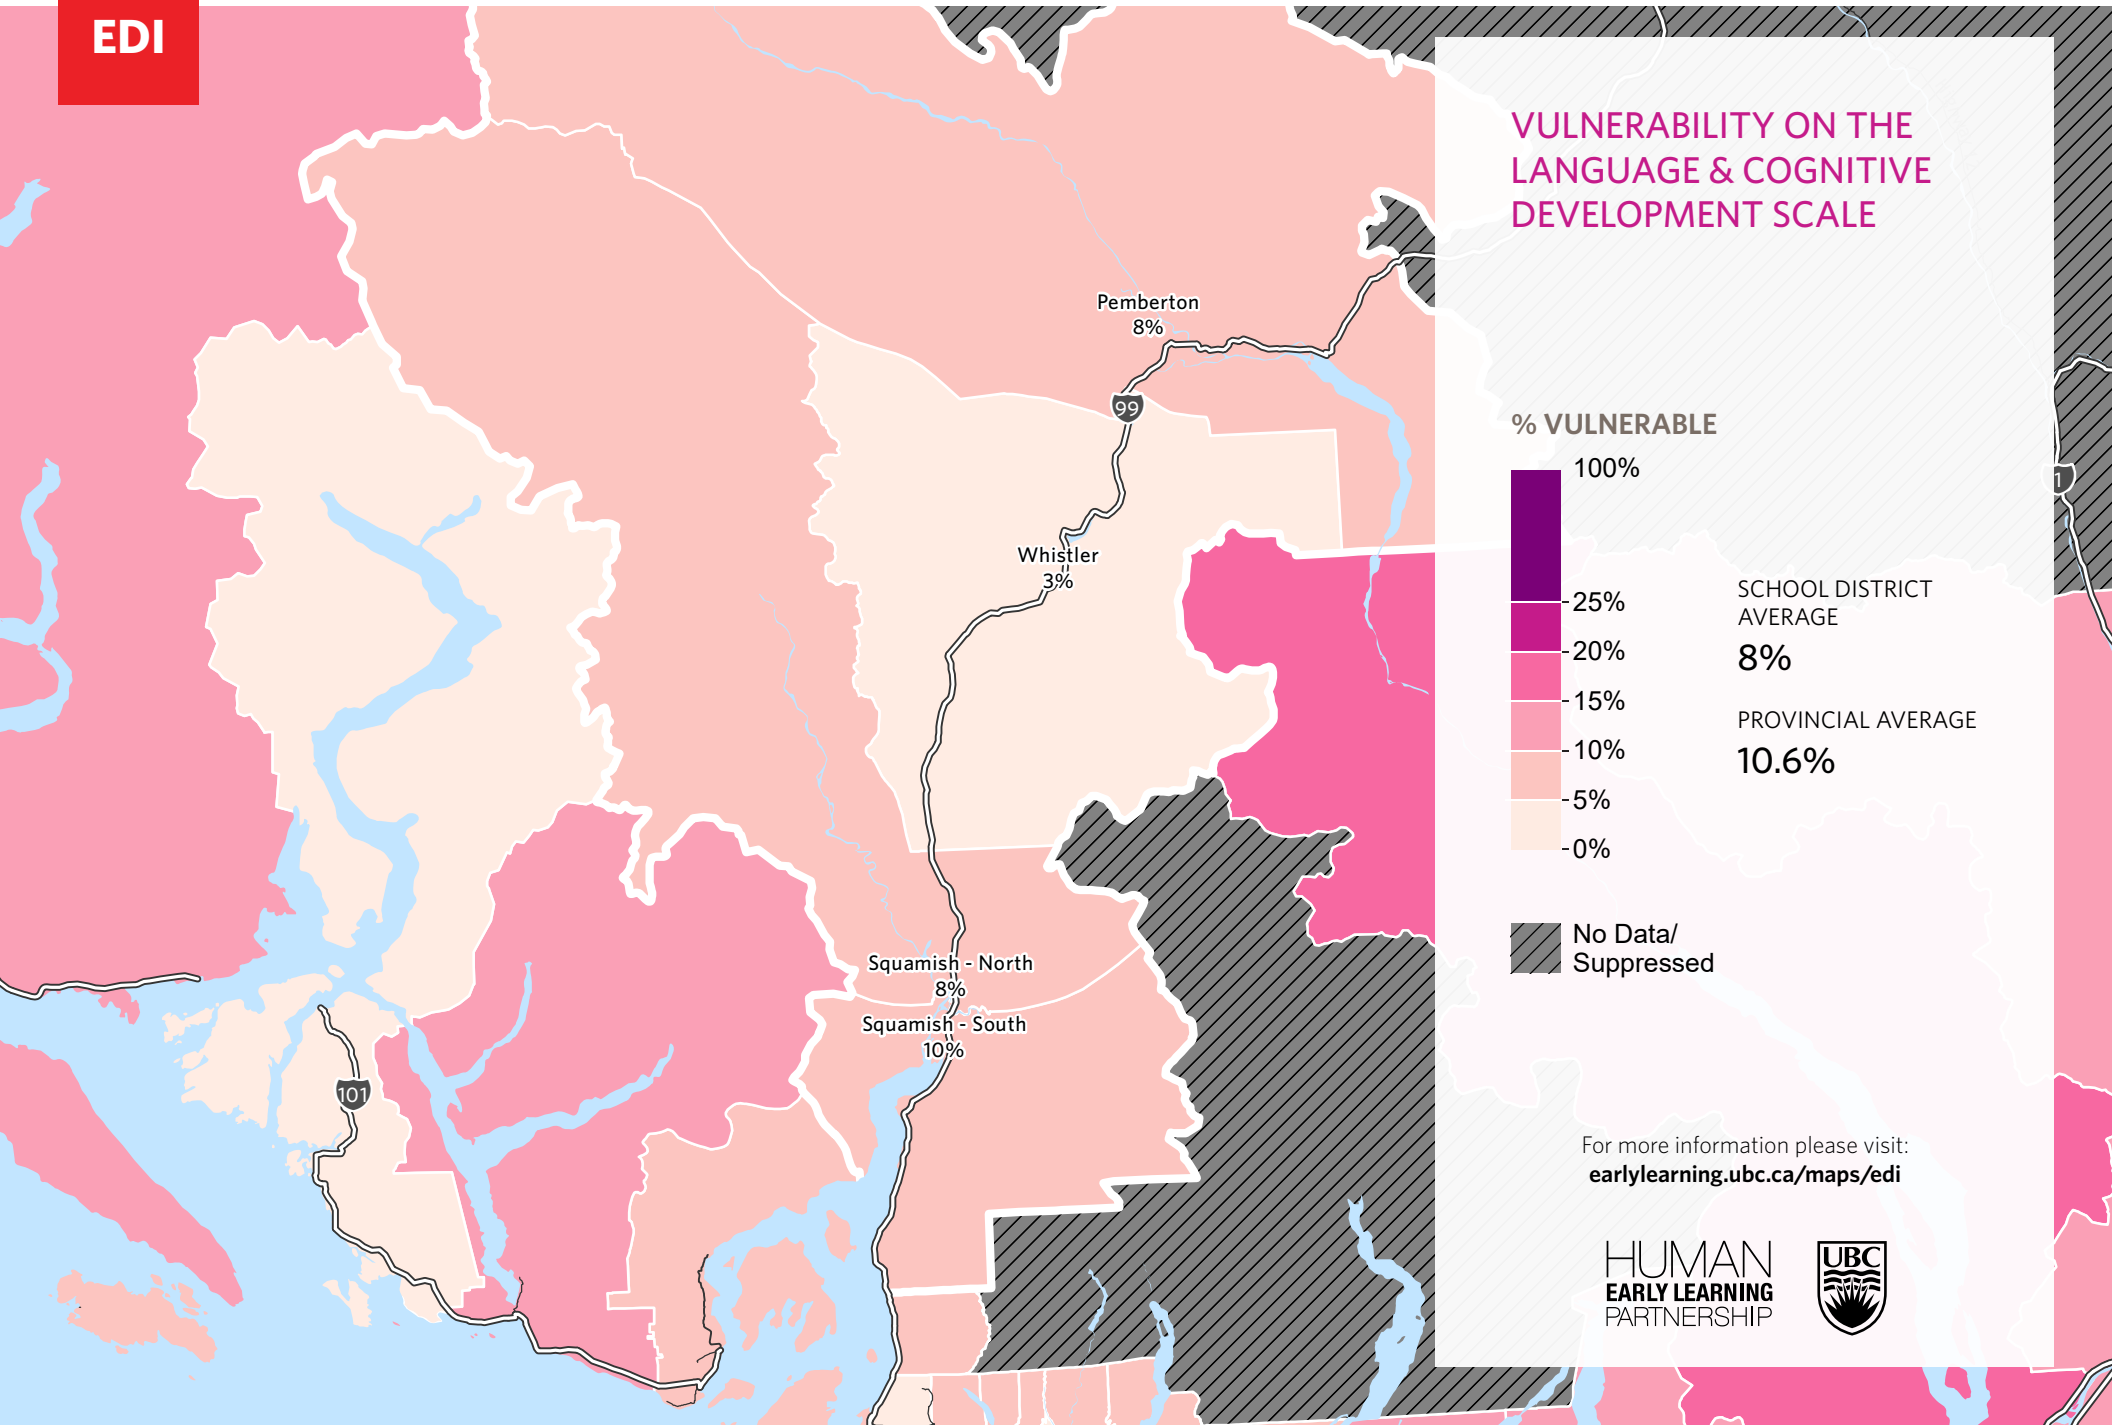 EDI
VULNERABILITY ON THE
LANGUAGE & COGNITIVE
DEVELOPMENT SCALE
Pemberton
8%
99
Whistler
3%
Squamish - North
8%
Squamish - South
10%
101
1
% VULNERABLE
100%
25%
20%
15%
10%
5%
0%
SCHOOL DISTRICT
AVERAGE
8%
PROVINCIAL AVERAGE
10.6%
No Data/
Suppressed
For more information please visit:
earlylearning.ubc.ca/maps/edi
HUMAN
EARLY LEARNING
PARTNERSHIP
UBC